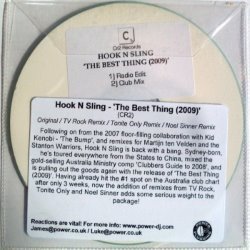 C
Cr2 Records
HOOK N SLING
'THE BEST THING (2009)'
1) Radio Edit
2) Club Mix
Hook N Sling - 'The Best Thing (2009)'
(CR2)
Original / TV Rock Remix / Tonite Only Remix / Noel Sinner Remix
Following on from the 2007 floor-filling collaboration with Kid
Kenobi - 'The Bump', and remixes for Martijn ten Velden and the
Stanton Warriors, Hook N Sling is back with a bang. Sydney-born,
he's toured everywhere from the States to China, mixed the
gold-selling Australia Ministry comp 'Clubbers Guide to 2008', and
is pulling out the goods again with the release of 'The Best Thing
(2009)'. Having already hit the #1 spot on the Australia club chart
after only 3 weeks, now the addition of remixes from TV Rock,
Tonite Only and Noel Sinner adds some serious weight to the
package!
Reactions are vital! For more info: www.power-dj.com
James@power.co.uk / Luke@power.co.uk